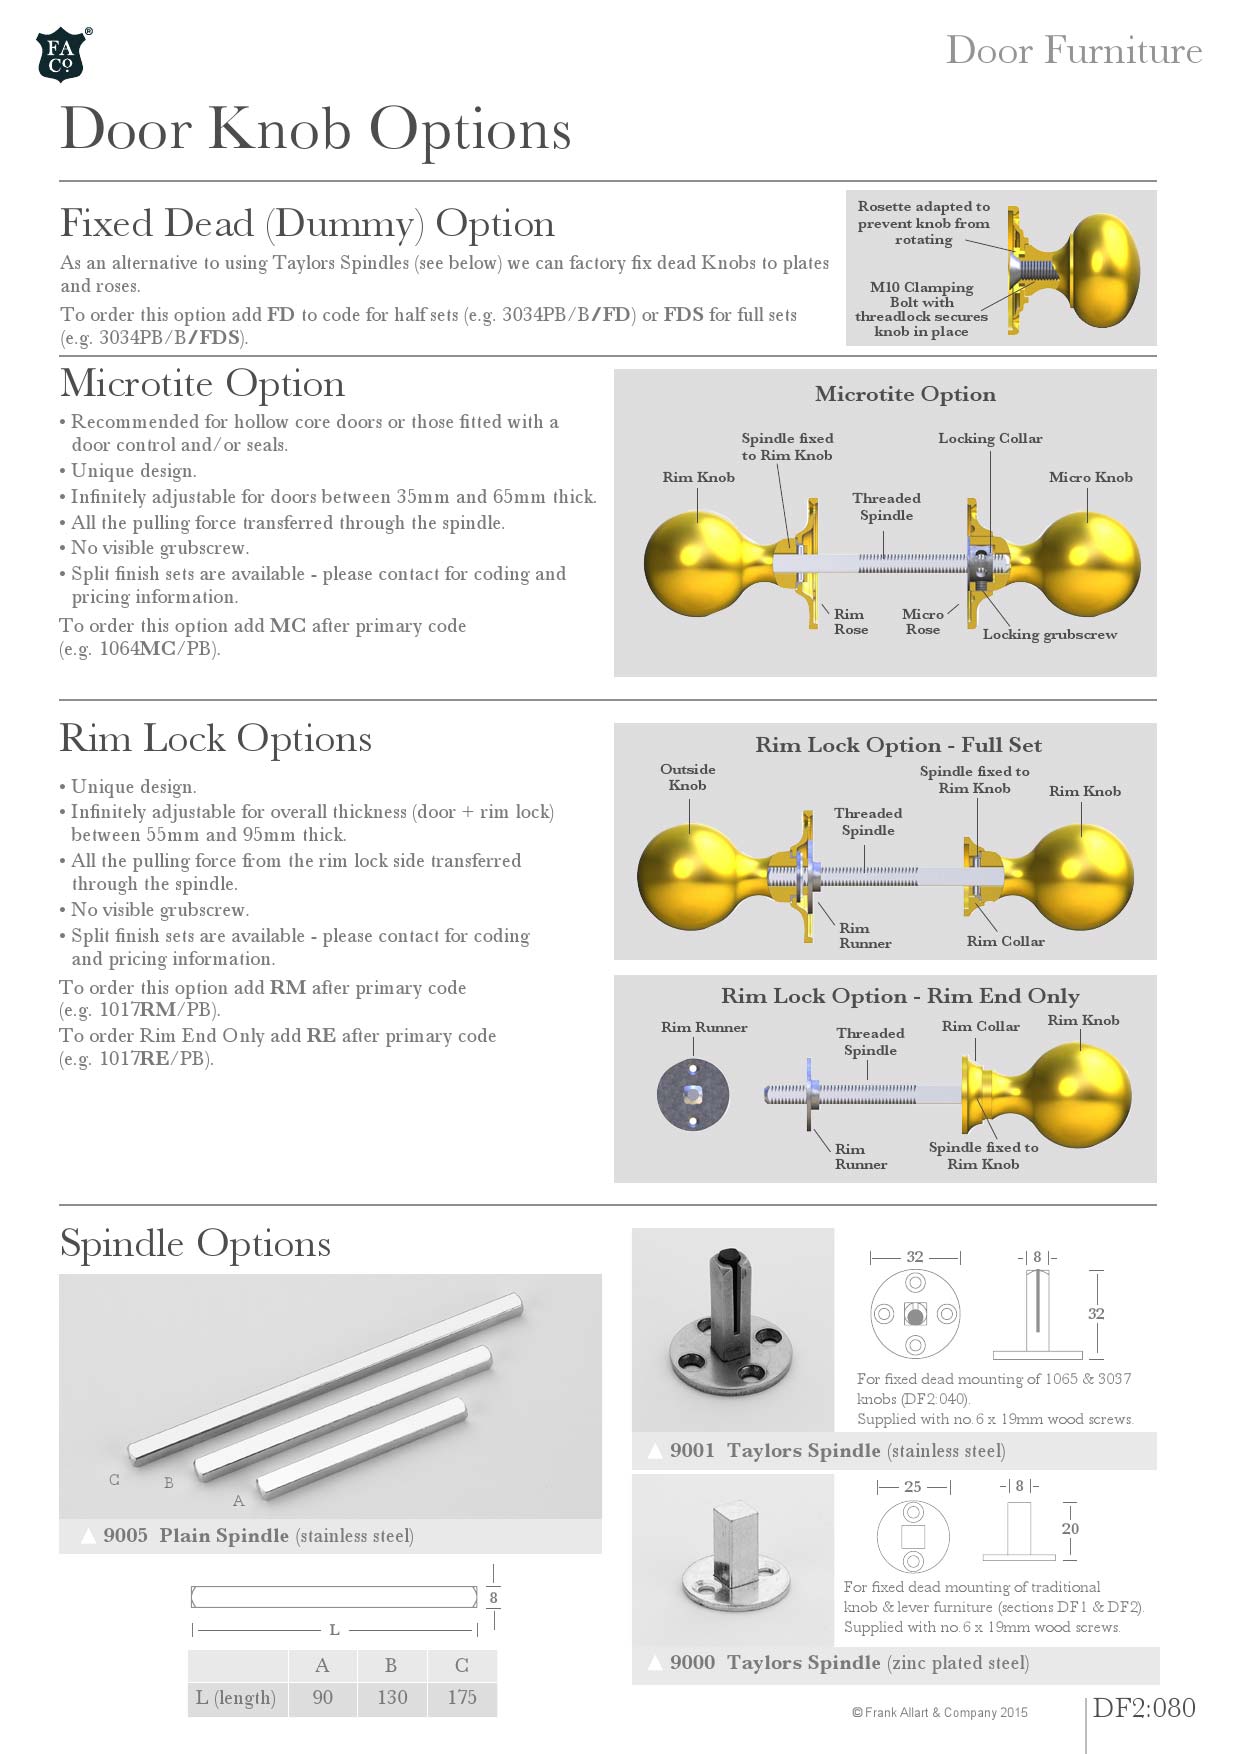 FA
Co.
®
Door Furniture
Door Knob Options
Fixed Dead (Dummy) Option
As an alternative to using Taylors Spindles (see below) we can factory fix dead Knobs to plates
and roses.
To order this option add FD to code for half sets (e.g. 3034PB/B/FD) or FDS for full sets
(e.g. 3034PB/B/FDS).
Rosette adapted to
prevent knob from
rotating
M10 Clamping
Bolt with
threadlock secures
knob in place
Microtite Option
• Recommended for hollow core doors or those fitted with a
door control and/or seals.
• Unique design.
• Infinitely adjustable for doors between 35mm and 65mm thick.
• All the pulling force transferred through the spindle.
• No visible grubscrew.
• Split finish sets are available - please contact for coding and
pricing information.
To order this option add MC after primary code
(e.g. 1064MC/PB).
Microtite Option
Spindle fixed
to Rim Knob
Locking Collar
Rim Knob
Micro Knob
Threaded
Spindle
Rim
Rose
Micro
Rose
Locking grubscrew
Rim Lock Options
• Unique design.
• Infinitely adjustable for overall thickness (door + rim lock)
between 55mm and 95mm thick.
• All the pulling force from the rim lock side transferred
through the spindle.
• No visible grubscrew.
• Split finish sets are available - please contact for coding
and pricing information.
To order this option add RM after primary code
(e.g. 1017RM/PB).
To order Rim End Only add RE after primary code
(e.g. 1017RE/PB).
Rim Lock Option - Full Set
Outside
Knob
Spindle fixed to
Rim Knob
Rim Knob
Threaded
Spindle
Rim
Runner
Rim Collar
Rim Lock Option - Rim End Only
Rim Runner
Threaded
Spindle
Rim Collar
Rim Knob
Rim
Runner
Spindle fixed to
Rim Knob
Spindle Options
C
B
A
9005 Plain Spindle (stainless steel)
8
L
A B C
L (length) 90 130 175
32
8
32
For fixed dead mounting of 1065 & 3037
knobs (DF2:040).
Supplied with no.6 x 19mm wood screws.
9001 Taylors Spindle (stainless steel)
25
8
20
For fixed dead mounting of traditional
knob & lever furniture (sections DF1 & DF2).
Supplied with no.6 x 19mm wood screws.
9000 Taylors Spindle (zinc plated steel)
© Frank Allart & Company 2015
DF2:080